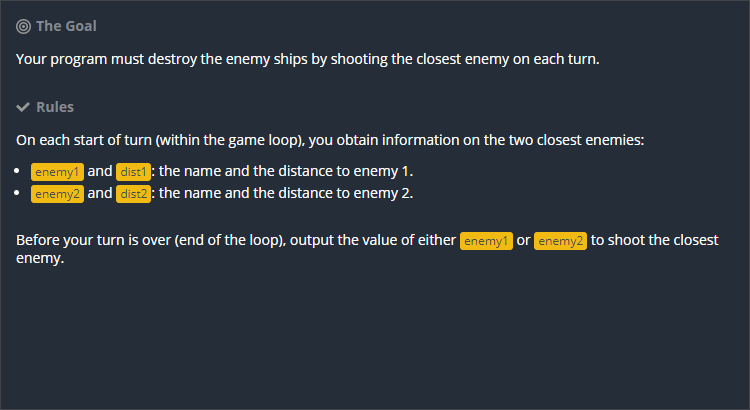 The Goal
Your program must destroy the enemy ships by shooting the closest enemy on each turn.
Rules
On each start of turn (within the game loop), you obtain information on the two closest enemies:
• enemy1 and dist1: the name and the distance to enemy 1.
• enemy2 and dist2: the name and the distance to enemy 2.
Before your turn is over (end of the loop), output the value of either enemy1 or enemy2 to shoot the closest
enemy.